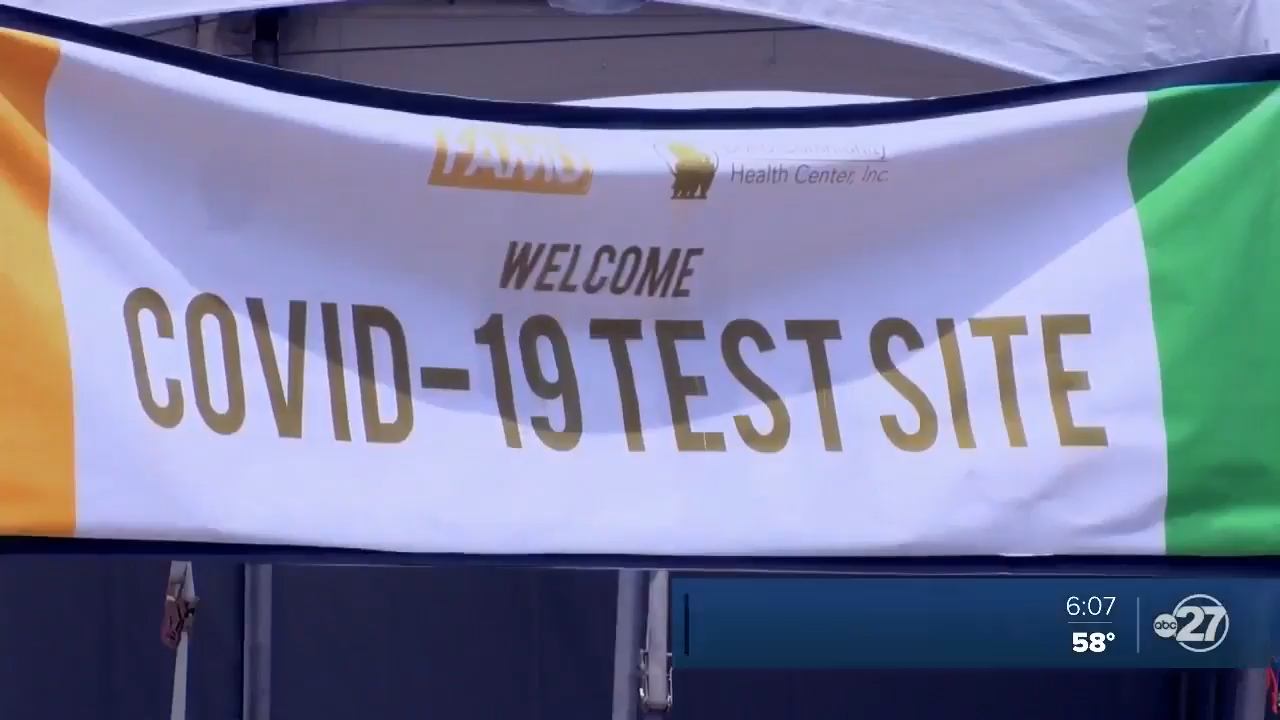 FAMU
Health Center, Inc
WELCOME
COVID-19 TEST SITE
6:07
58°
abc 27